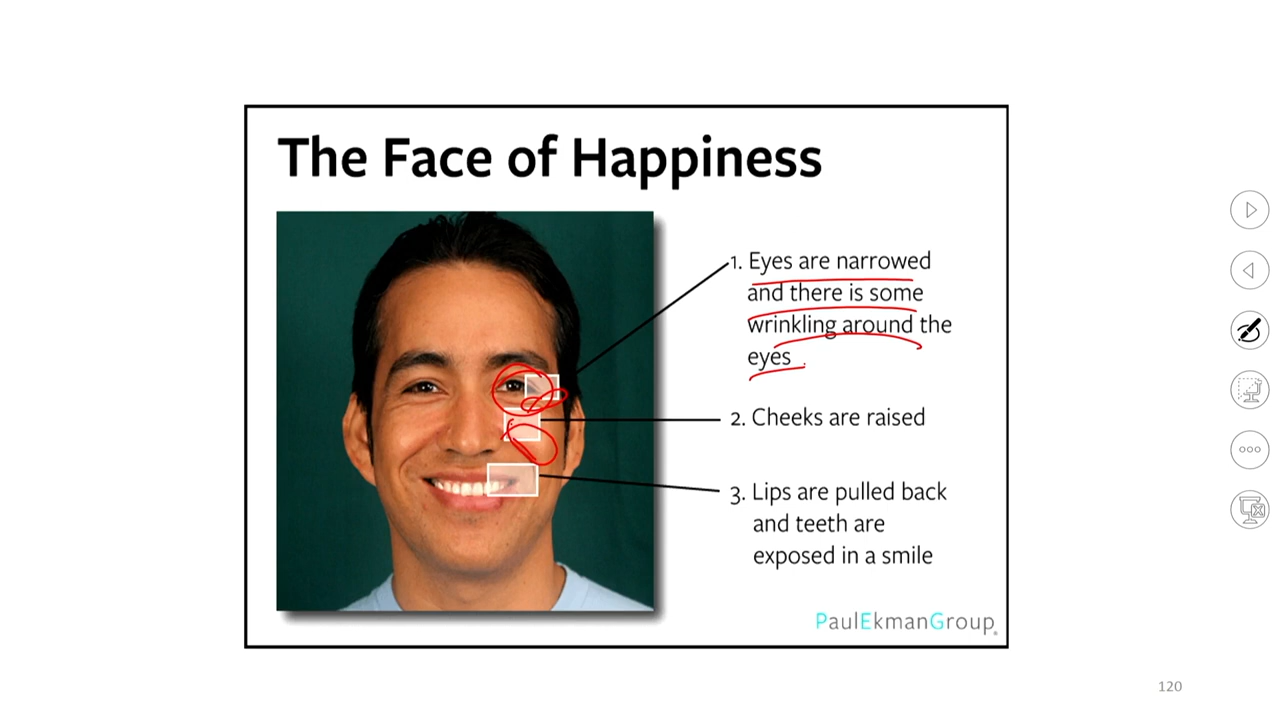 The Face of Happiness
1. Eyes are narrowed
and there is some
wrinkling around the
eyes
2. Cheeks are raised
3. Lips are pulled back
and teeth are
exposed in a smile
PaulEkmanGroup®
120